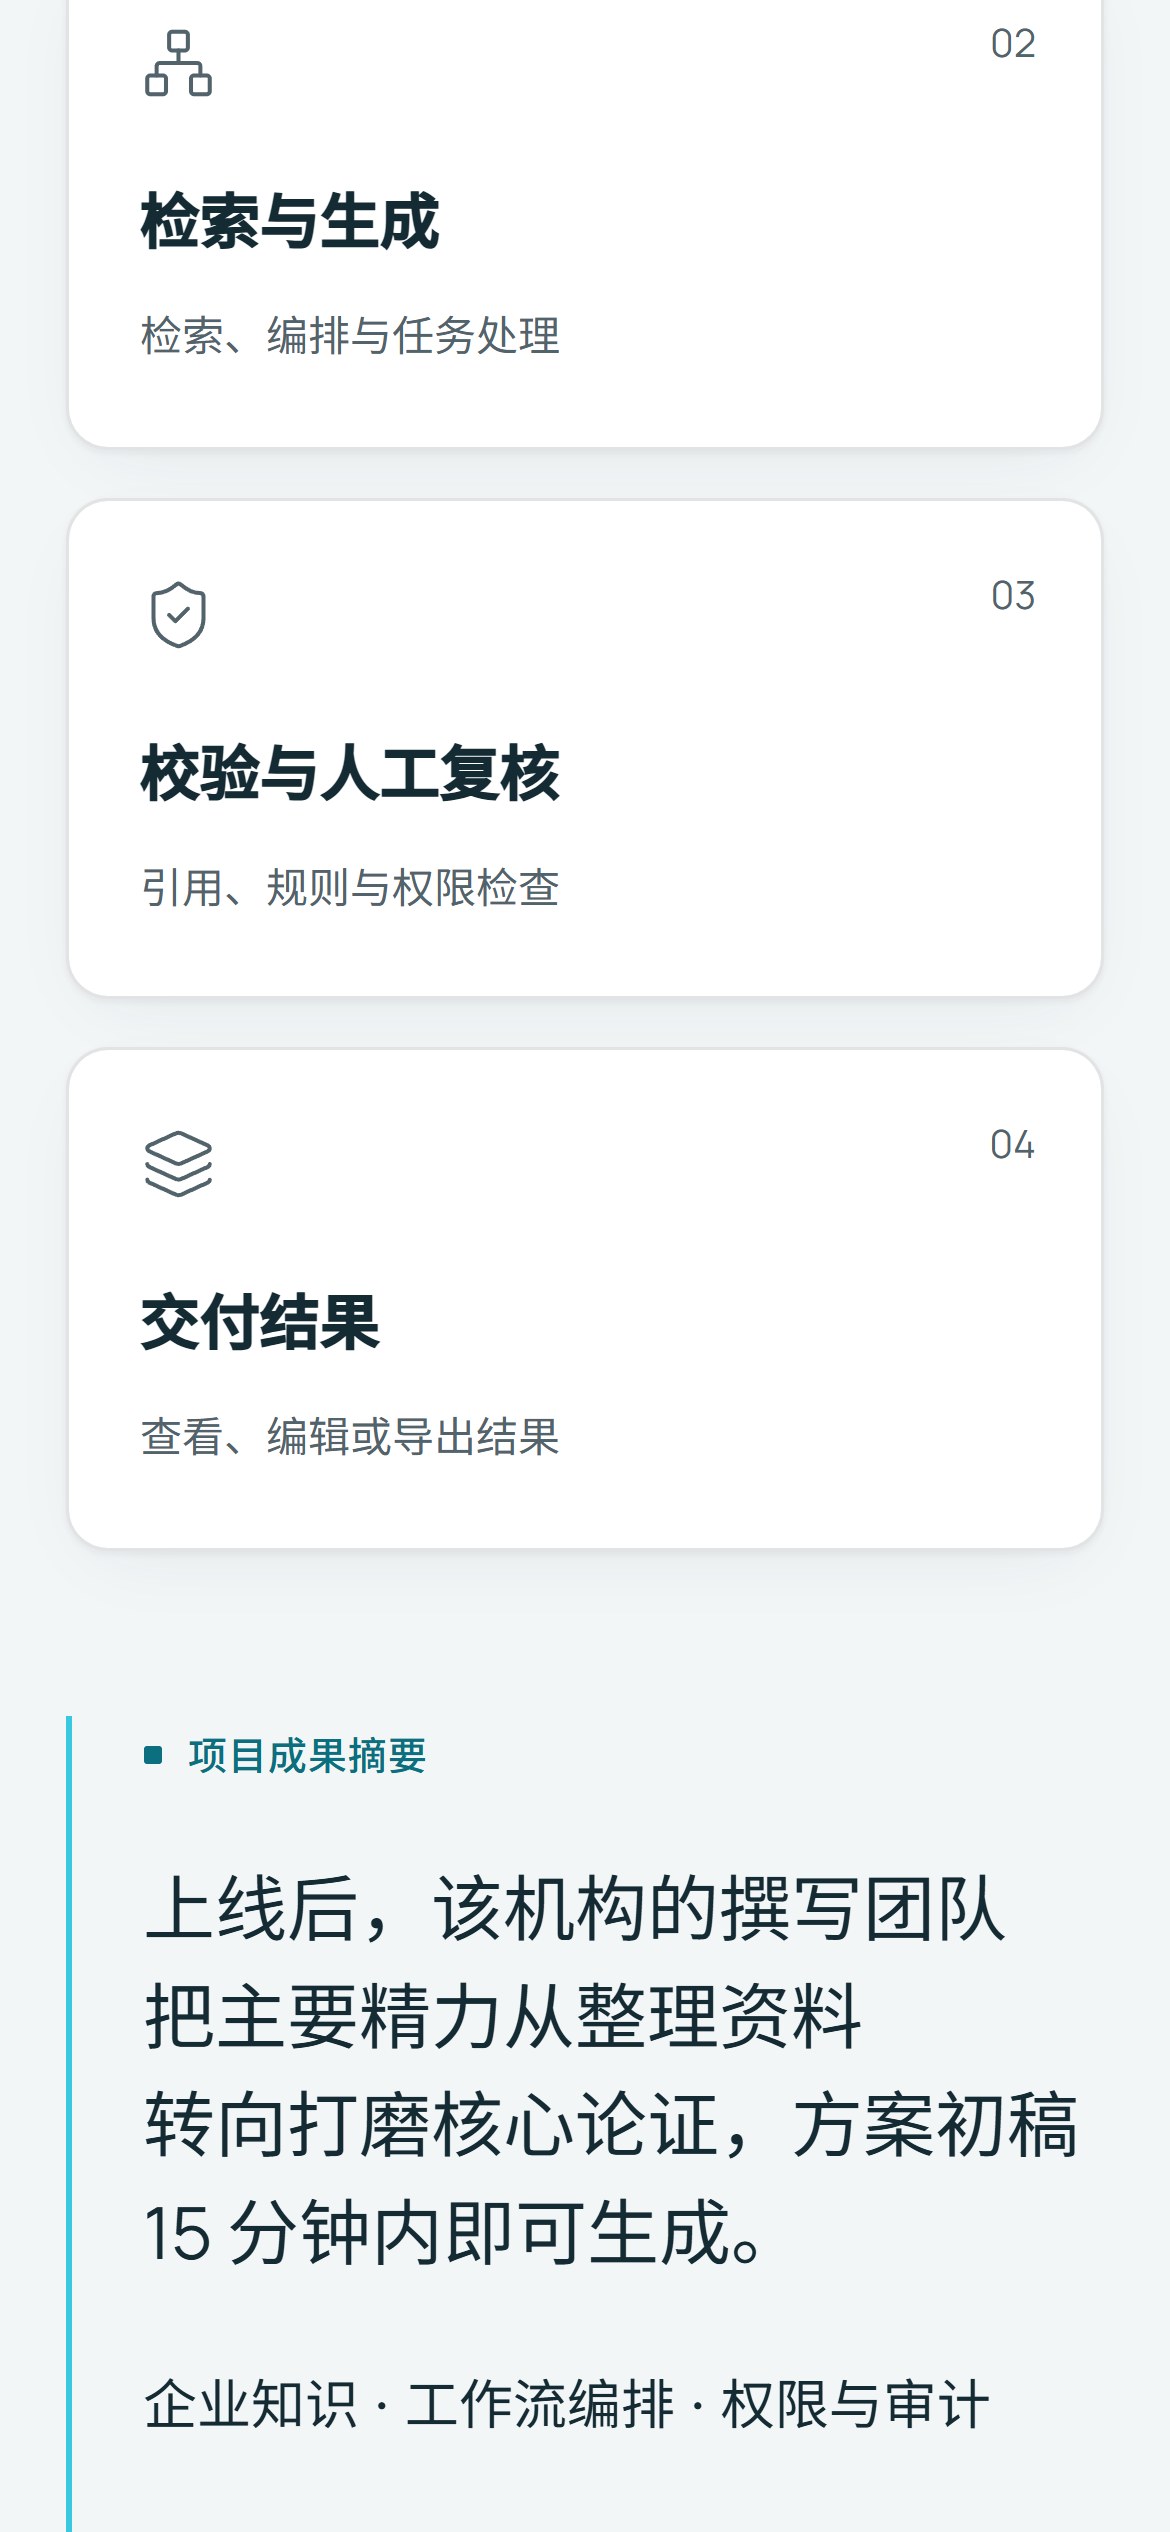 02
检索与生成
检索、编排与任务处理
03
校验与人工复核
引用、规则与权限检查
04
交付结果
查看、编辑或导出结果
项目成果摘要
上线后，该机构的撰写团队
把主要精力从整理资料
转向打磨核心论证，方案初稿
15 分钟内即可生成。
企业知识 · 工作流编排 · 权限与审计